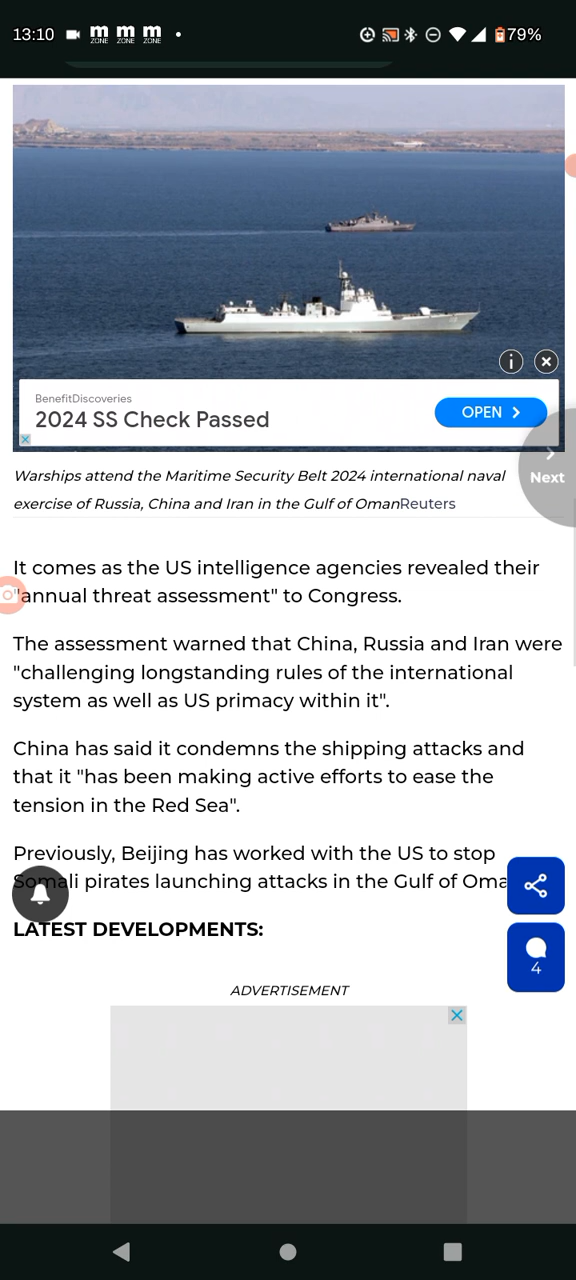 13:10
m
ZONE
m
ZONE
m
ZONE
79%
BenefitDiscoveries
2024 SS Check Passed
OPEN
Warships attend the Maritime Security Belt 2024 international naval
exercise of Russia, China and Iran in the Gulf of OmanReuters
Next
It comes as the US intelligence agencies revealed their
"annual threat assessment" to Congress.
The assessment warned that China, Russia and Iran were
"challenging longstanding rules of the international
system as well as US primacy within it".
China has said it condemns the shipping attacks and
that it "has been making active efforts to ease the
tension in the Red Sea".
Previously, Beijing has worked with the US to stop
Somali pirates launching attacks in the Gulf of Oma
LATEST DEVELOPMENTS:
4
ADVERTISEMENT